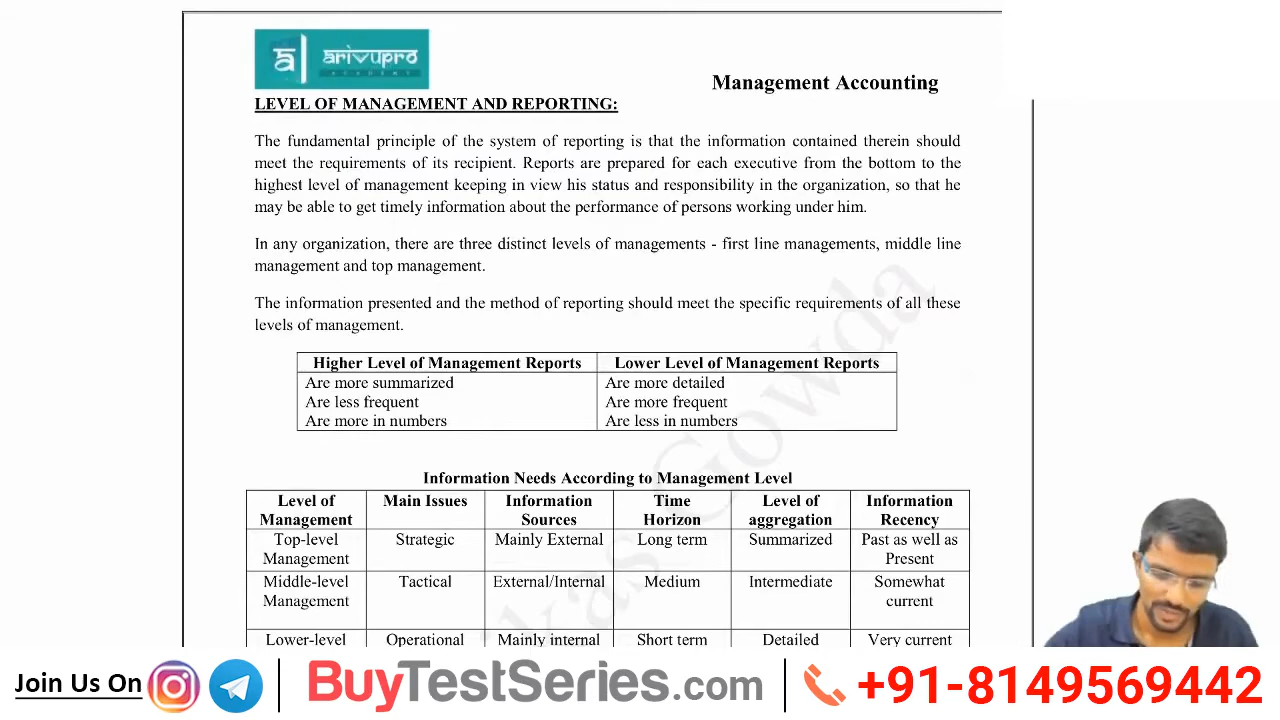 ā| arivupro
ACADEMY
Management Accounting
LEVEL OF MANAGEMENT AND REPORTING:
The fundamental principle of the system of reporting is that the information contained therein should
meet the requirements of its recipient. Reports are prepared for each executive from the bottom to the
highest level of management keeping in view his status and responsibility in the organization, so that he
may be able to get timely information about the performance of persons working under him.
In any organization, there are three distinct levels of managements - first line managements, middle line
management and top management.
The information presented and the method of reporting should meet the specific requirements of all these
levels of management.
Higher Level of Management Reports Lower Level of Management Reports
Are more summarized Are more detailed
Are less frequent Are more frequent
Are more in numbers Are less in numbers
Information Needs According to Management Level
Level of Main Issues Information Time Level of Information
Management Sources Horizon aggregation Recency
Top-level Strategic Mainly External Long term Summarized Past as well as
Management Present
Middle-level Tactical External/Internal Medium Intermediate Somewhat
Management current
Lower-level Operational Mainly internal Short term Detailed Very current
kas Gowda
Join Us On BuyTestSeries.com +91-8149569442